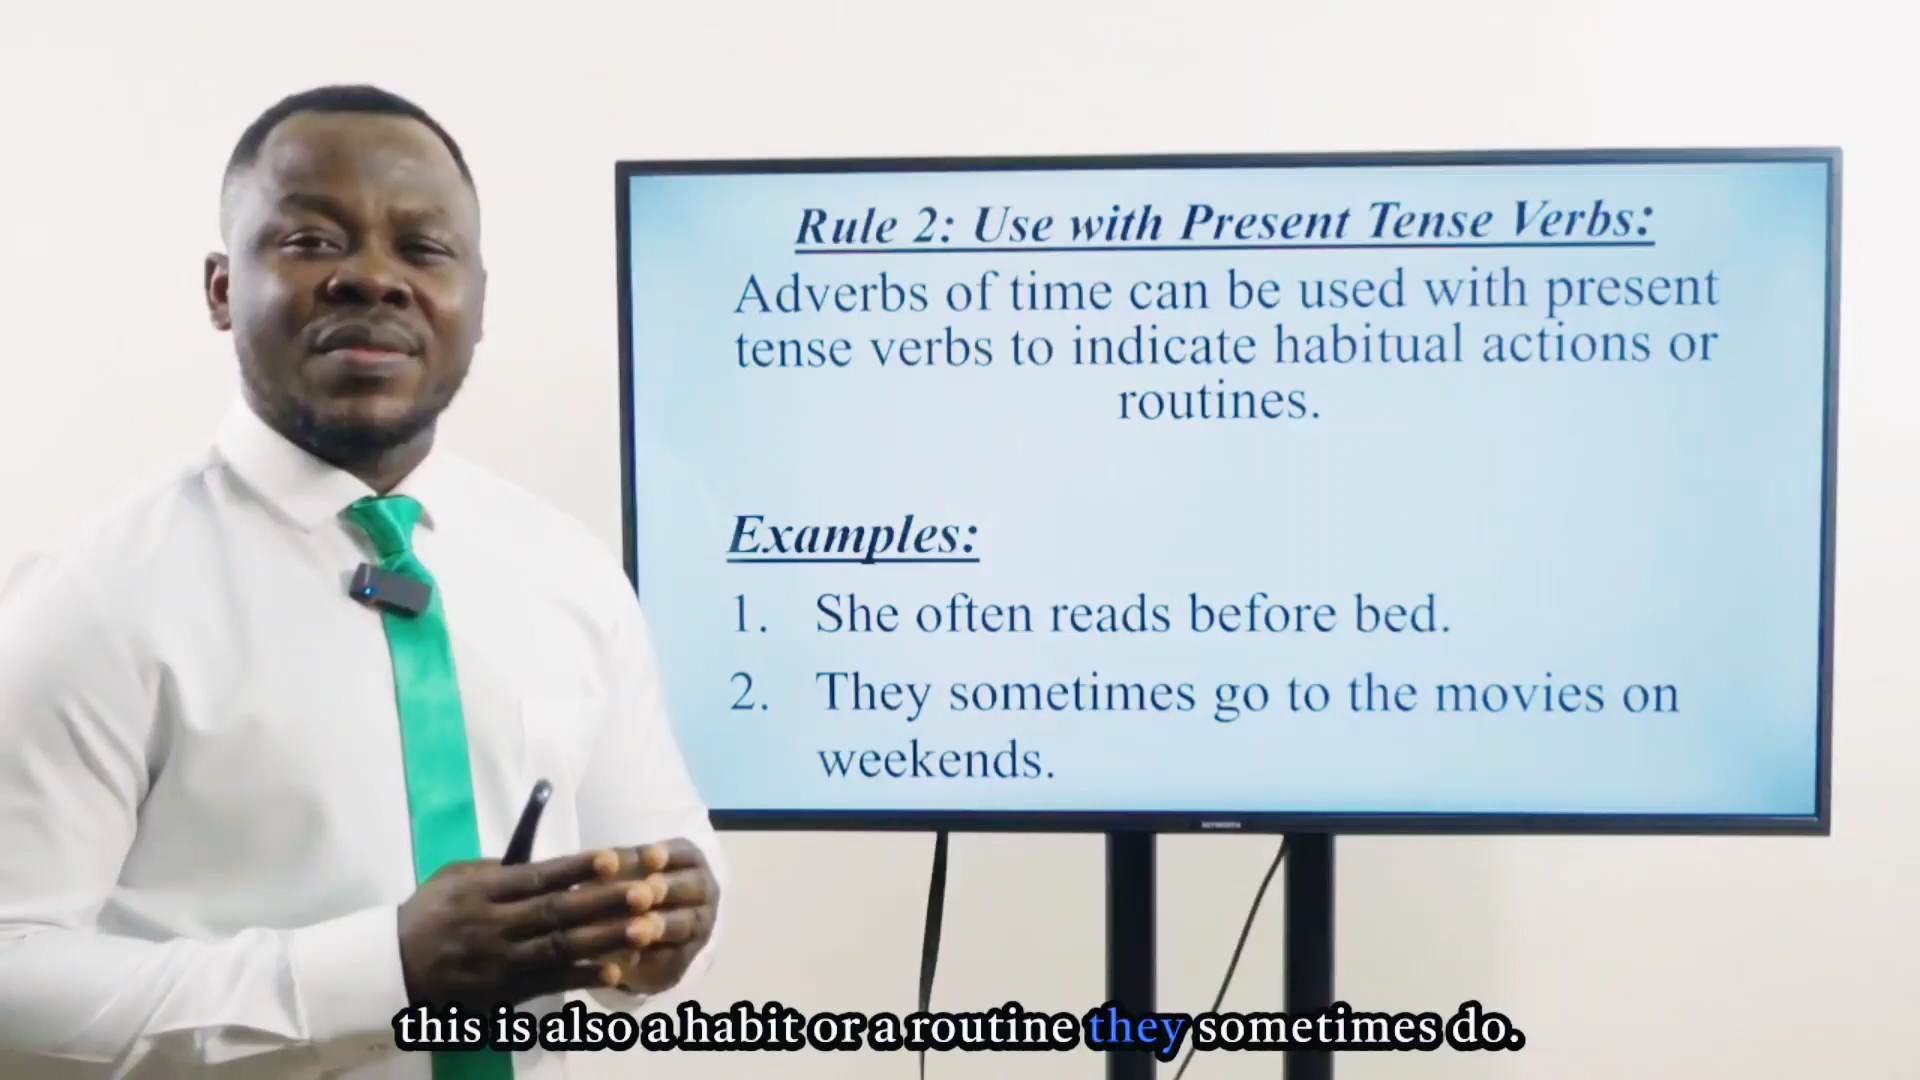 Rule 2: Use with Present Tense Verbs:
Adverbs of time can be used with present
tense verbs to indicate habitual actions or
routines.
Examples:
1. She often reads before bed.
2. They sometimes go to the movies on
weekends.
this is also a habit or a routine they sometimes do.